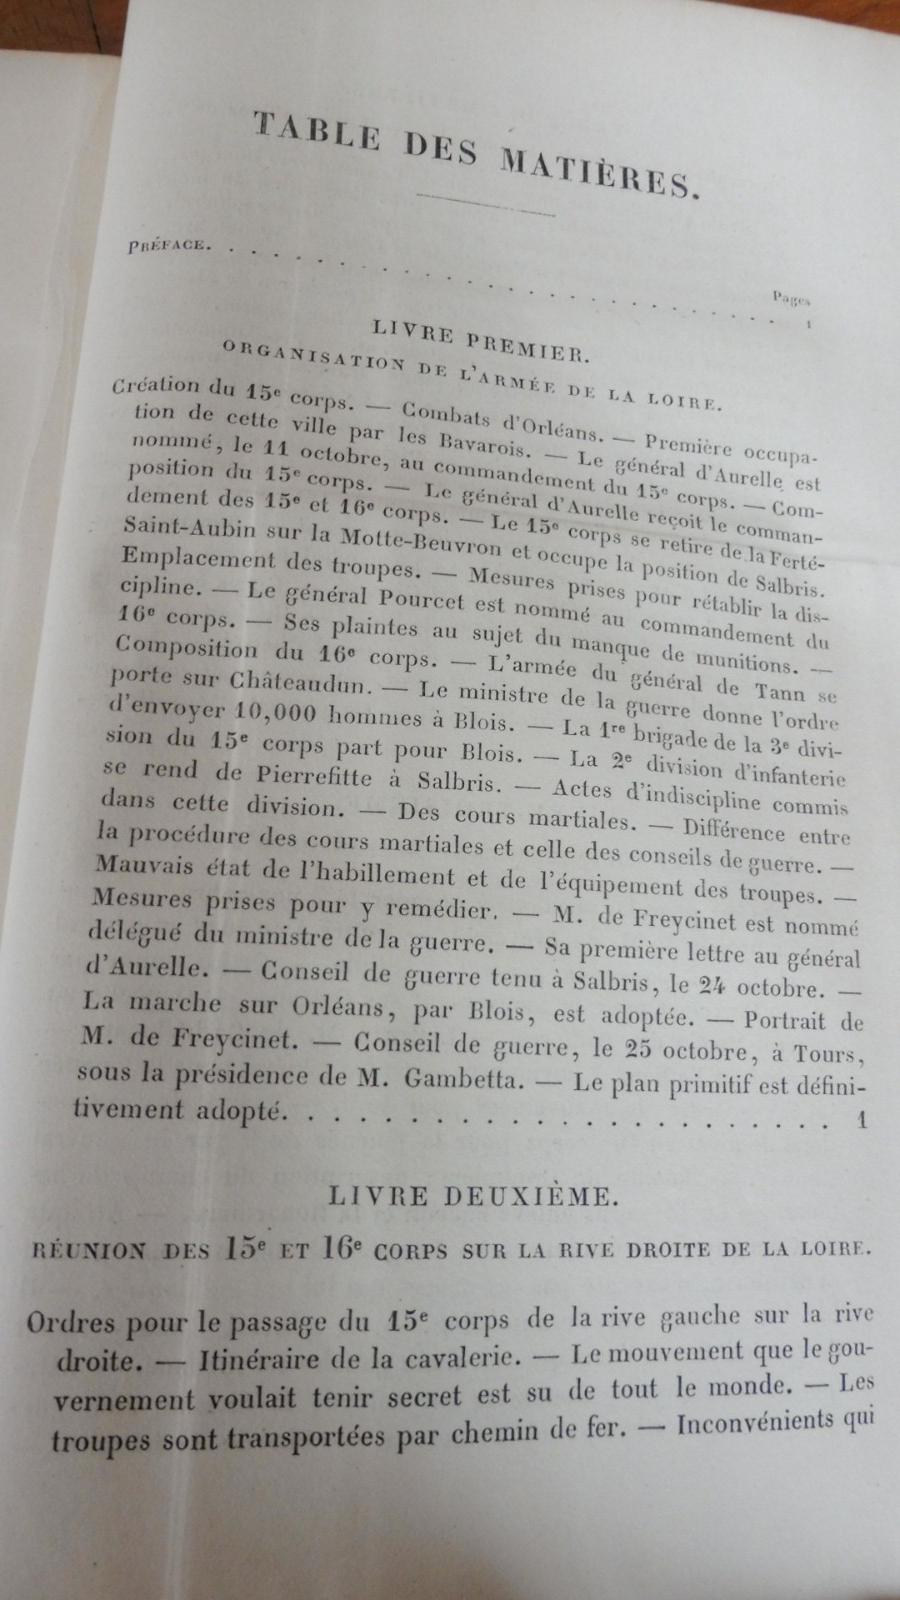 TABLE DES MATIÈRES.
Pages
PRÉFACE. . . . . . . . . . . . . . . . . . . . . 1
LIVRE PREMIER.
ORGANISATION DE L'ARMÉE DE LA LOIRE.
Création du 15e corps. — Combats d'Orléans. — Première occupa-
tion de cette ville par les Bavarois. — Le général d'Aurelle est
nommé, le 11 octobre, au commandement du 15e corps. — Com-
position du 15e corps. — Le général d'Aurelle reçoit le comman-
dement des 15e et 16e corps. — Le 15e corps se retire de la Ferté-
Saint-Aubin sur la Motte-Beuvron et occupe la position de Salbris.
Emplacement des troupes. — Mesures prises pour rétablir la dis-
cipline. — Le général Pourcet est nommé au commandement du
16e corps. — Ses plaintes au sujet du manque de munitions. —
Composition du 16e corps. — L'armée du général de Tann se
porte sur Châteaudun. — Le ministre de la guerre donne l'ordre
d'envoyer 10,000 hommes à Blois. — La 1re brigade de la 3e divi-
sion du 15e corps part pour Blois. — La 2e division d'infanterie
se rend de Pierrefitte à Salbris. — Actes d'indiscipline commis
dans cette division. — Des cours martiales. — Différence entre
la procédure des cours martiales et celle des conseils de guerre. —
Mauvais état de l'habillement et de l'équipement des troupes. —
Mesures prises pour y remédier. — M. de Freycinet est nommé
délégué du ministre de la guerre. — Sa première lettre au général
d'Aurelle. — Conseil de guerre tenu à Salbris, le 24 octobre. —
La marche sur Orléans, par Blois, est adoptée. — Portrait de
M. de Freycinet. — Conseil de guerre, le 25 octobre, à Tours,
sous la présidence de M. Gambetta. — Le plan primitif est défini-
tivement adopté. . . . . . . . . . . . . . . . . . . . . . 1
LIVRE DEUXIÈME.
RÉUNION DES 15e ET 16e CORPS SUR LA RIVE DROITE DE LA LOIRE.
Ordres pour le passage du 15e corps de la rive gauche sur la rive
droite. — Itinéraire de la cavalerie. — Le mouvement que le gou-
vernement voulait tenir secret est su de tout le monde. — Les
troupes sont transportées par chemin de fer. — Inconvénients qui